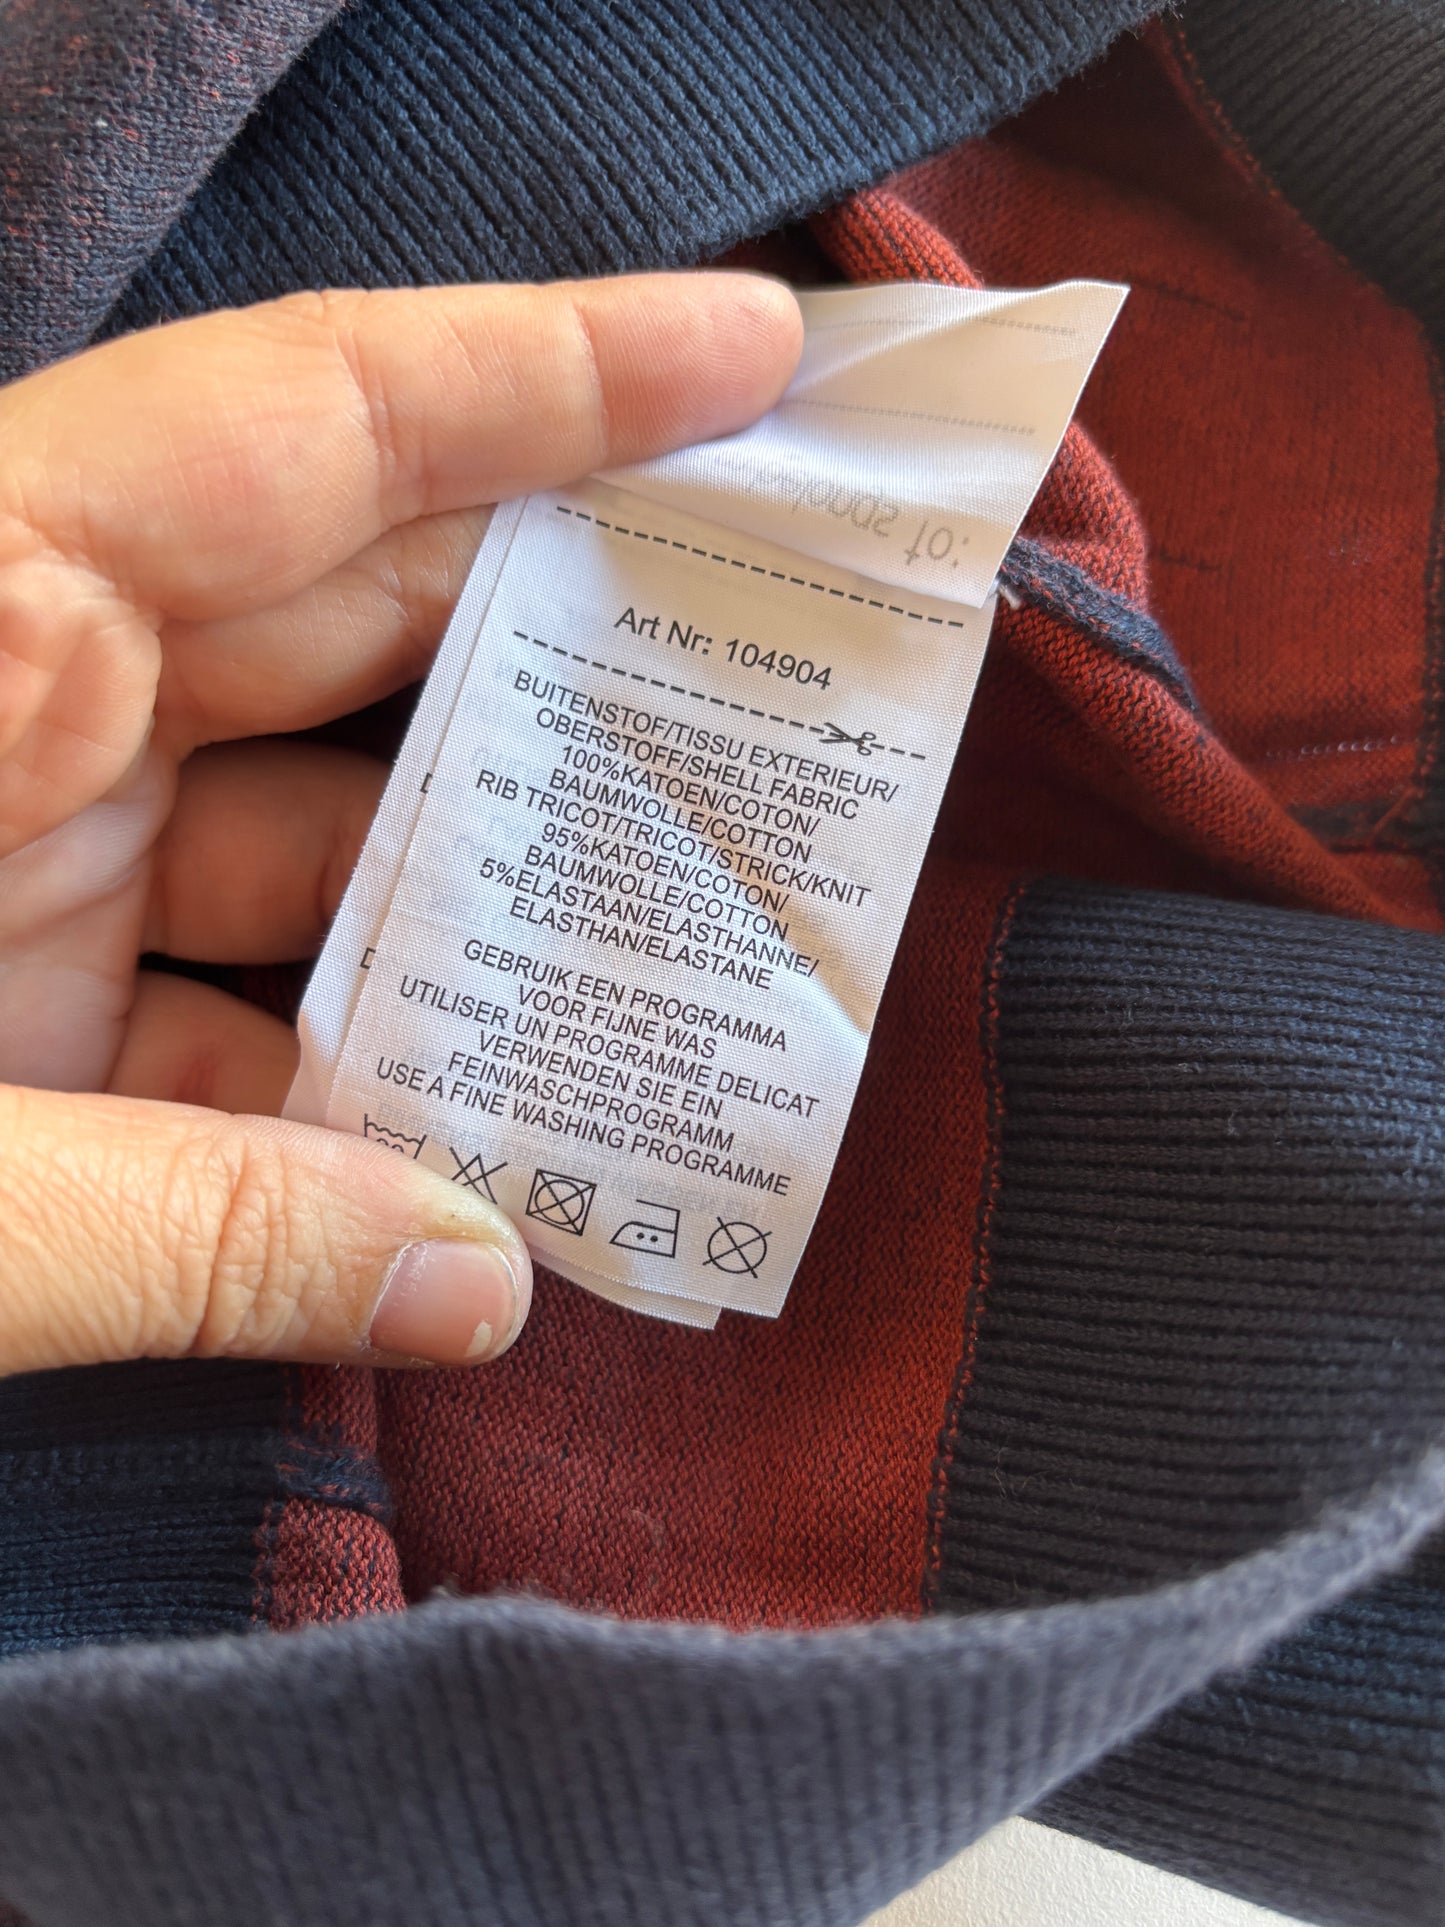 Art Nr: 104904
BUITENSTOF/TISSU EXTERIEUR/
OBERSTOFF/SHELL FABRIC
100%KATOEN/COTON/
BAUMWOLLE/COTTON
RIB TRICOT/TRICOT/STRICK/KNIT
95%KATOEN/COTON/
BAUMWOLLE/COTTON
5%ELASTAAN/ELASTHANNE/
ELASTHAN/ELASTANE
GEBRUIK EEN PROGRAMMA
VOOR FIJNE WAS
UTILISER UN PROGRAMME DELICAT
VERWENDEN SIE EIN
FEINWASCHPROGRAMM
USE A FINE WASHING PROGRAMME